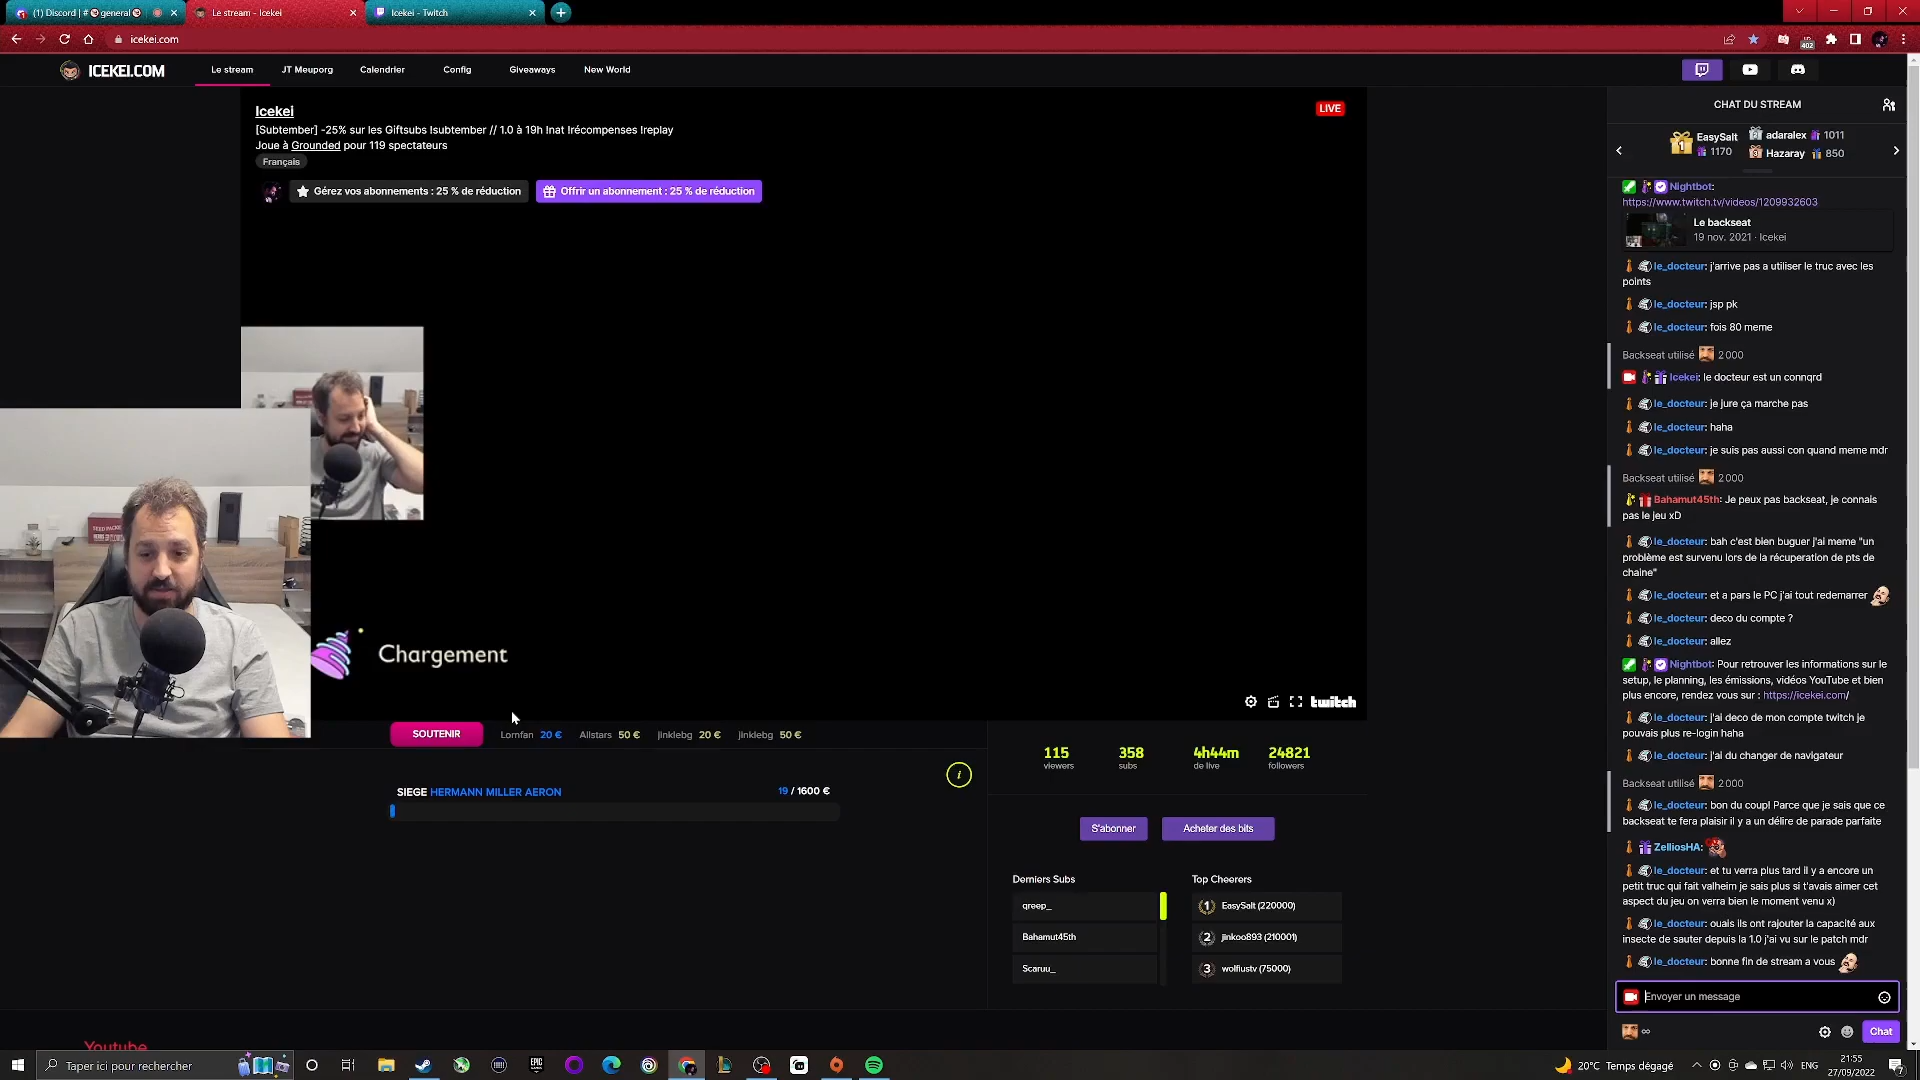 (1) Discord | # general
Le stream - Icekei
Icekei - Twitch
icekei.com
402
ICEKEI.COM
Le stream
JT Meuporg
Calendrier
Config
Giveaways
New World
Icekei
[Subtember] -25% sur les Giftsubs !subtember // 1.0 à 19h !nat !récompenses !replay
Joue à Grounded pour 119 spectateurs
Français
LIVE
Gérez vos abonnements : 25 % de réduction
Offrir un abonnement : 25 % de réduction
Chargement
twitch
SOUTENIR
Lornfan 20 €
Allstars 50 €
jinklebg 20 €
jinklebg 50 €
SIEGE HERMANN MILLER AERON
19 / 1600 €
i
115
viewers
358
subs
4h44m
de live
24821
followers
S'abonner
Acheter des bits
Derniers Subs
qreep_
Bahamut45th
Scaruu_
Top Cheerers
1 EasySalt (220000)
2 jinkoo893 (210001)
3 wolfiustv (75000)
Youtube
CHAT DU STREAM
1 EasySalt
1170
2 adaralex 1011
3 Hazaray 850
Nightbot:
https://www.twitch.tv/videos/1209932603
Le backseat
19 nov. 2021 · Icekei
le_docteur: j'arrive pas a utiliser le truc avec les
points
le_docteur: jsp pk
le_docteur: fois 80 meme
Backseat utilisé 2 000
Icekei: le docteur est un connqrd
le_docteur: je jure ça marche pas
le_docteur: haha
le_docteur: je suis pas aussi con quand meme mdr
Backseat utilisé 2 000
Bahamut45th: Je peux pas backseat, je connais
pas le jeu xD
le_docteur: bah c'est bien buguer j'ai meme "un
problème est survenu lors de la récuperation de pts de
chaine"
le_docteur: et a pars le PC j'ai tout redemarrer
le_docteur: deco du compte ?
le_docteur: allez
Nightbot: Pour retrouver les informations sur le
setup, le planning, les émissions, vidéos YouTube et bien
plus encore, rendez vous sur : https://icekei.com/
le_docteur: j'ai deco de mon compte twitch je
pouvais plus re-login haha
le_docteur: j'ai du changer de navigateur
Backseat utilisé 2 000
le_docteur: bon du coup! Parce que je sais que ce
backseat te fera plaisir il y a un délire de parade parfaite
ZelliosHA:
le_docteur: et tu verra plus tard il y a encore un
petit truc qui fait valheim je sais plus si t'avais aimer cet
aspect du jeu on verra bien le moment venu x)
le_docteur: ouais ils ont rajouter la capacité aux
insecte de sauter depuis la 1.0 j'ai vu sur le patch mdr
le_docteur: bonne fin de stream a vous
Envoyer un message
∞
Chat
Taper ici pour rechercher
20°C Temps dégagé
ENG
21:55
27/09/2022